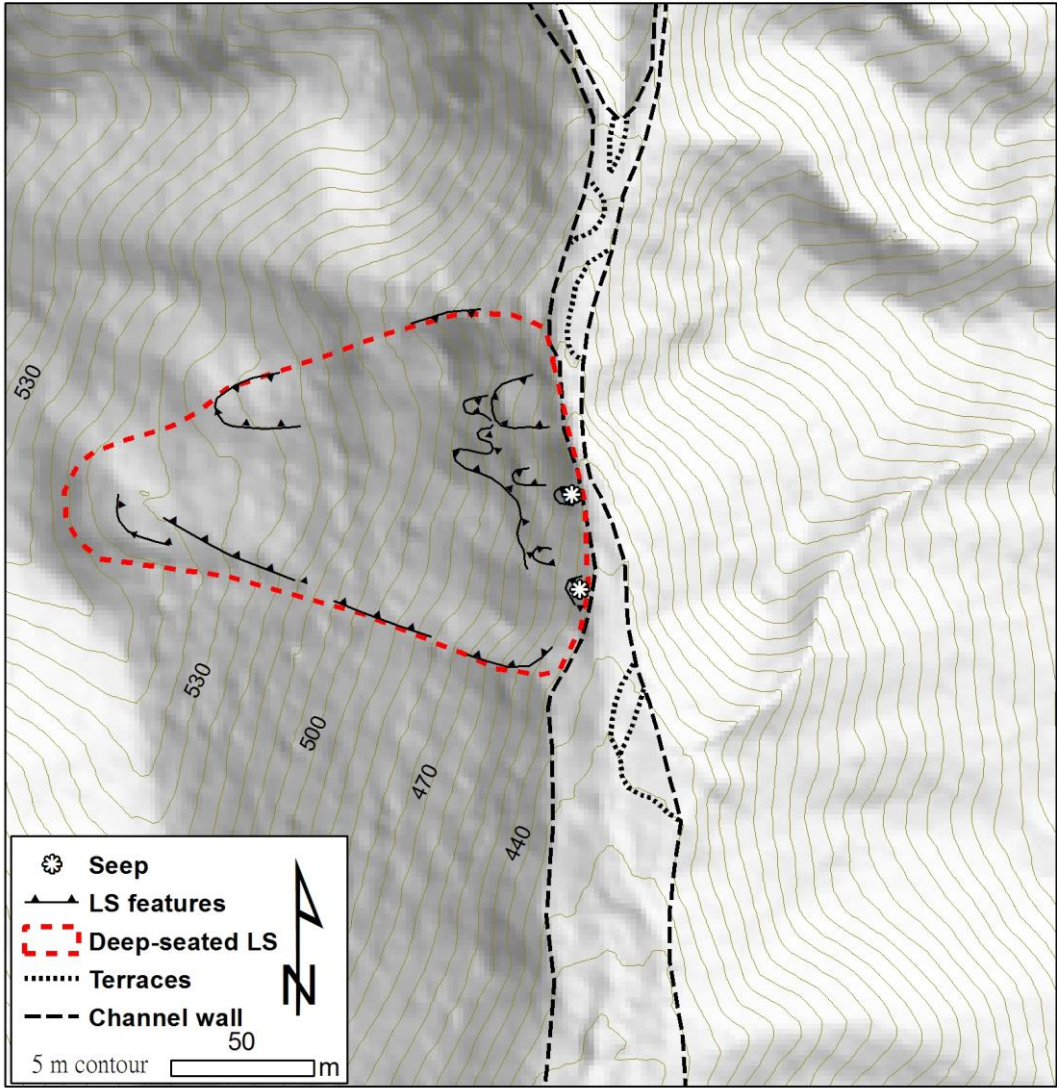 530
530
500
470
440
Seep
LS features
Deep-seated LS
Terraces
Channel wall
N
5 m contour
50
m